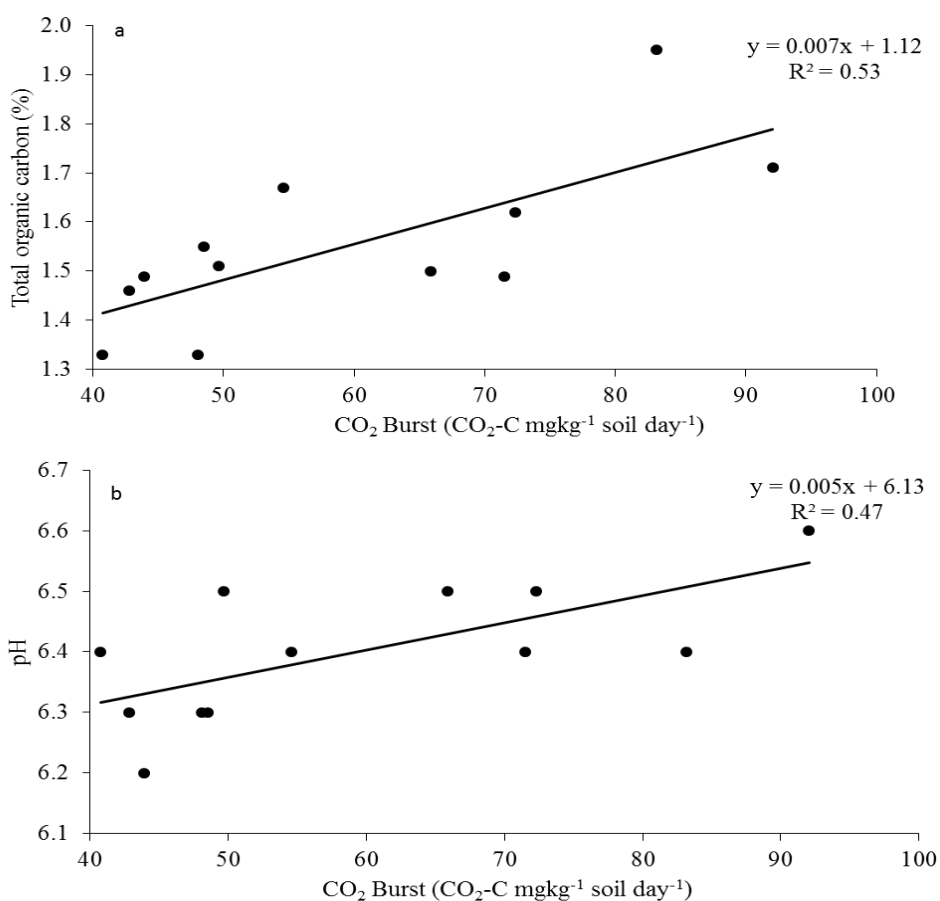 a
y = 0.007x + 1.12
R² = 0.53
Total organic carbon (%)
2.0
1.9
1.8
1.7
1.6
1.5
1.4
1.3
40 50 60 70 80 90 100
CO₂ Burst (CO₂-C mgkg⁻¹ soil day⁻¹)
b
y = 0.005x + 6.13
R² = 0.47
pH
6.7
6.6
6.5
6.4
6.3
6.2
6.1
40 50 60 70 80 90 100
CO₂ Burst (CO₂-C mgkg⁻¹ soil day⁻¹)